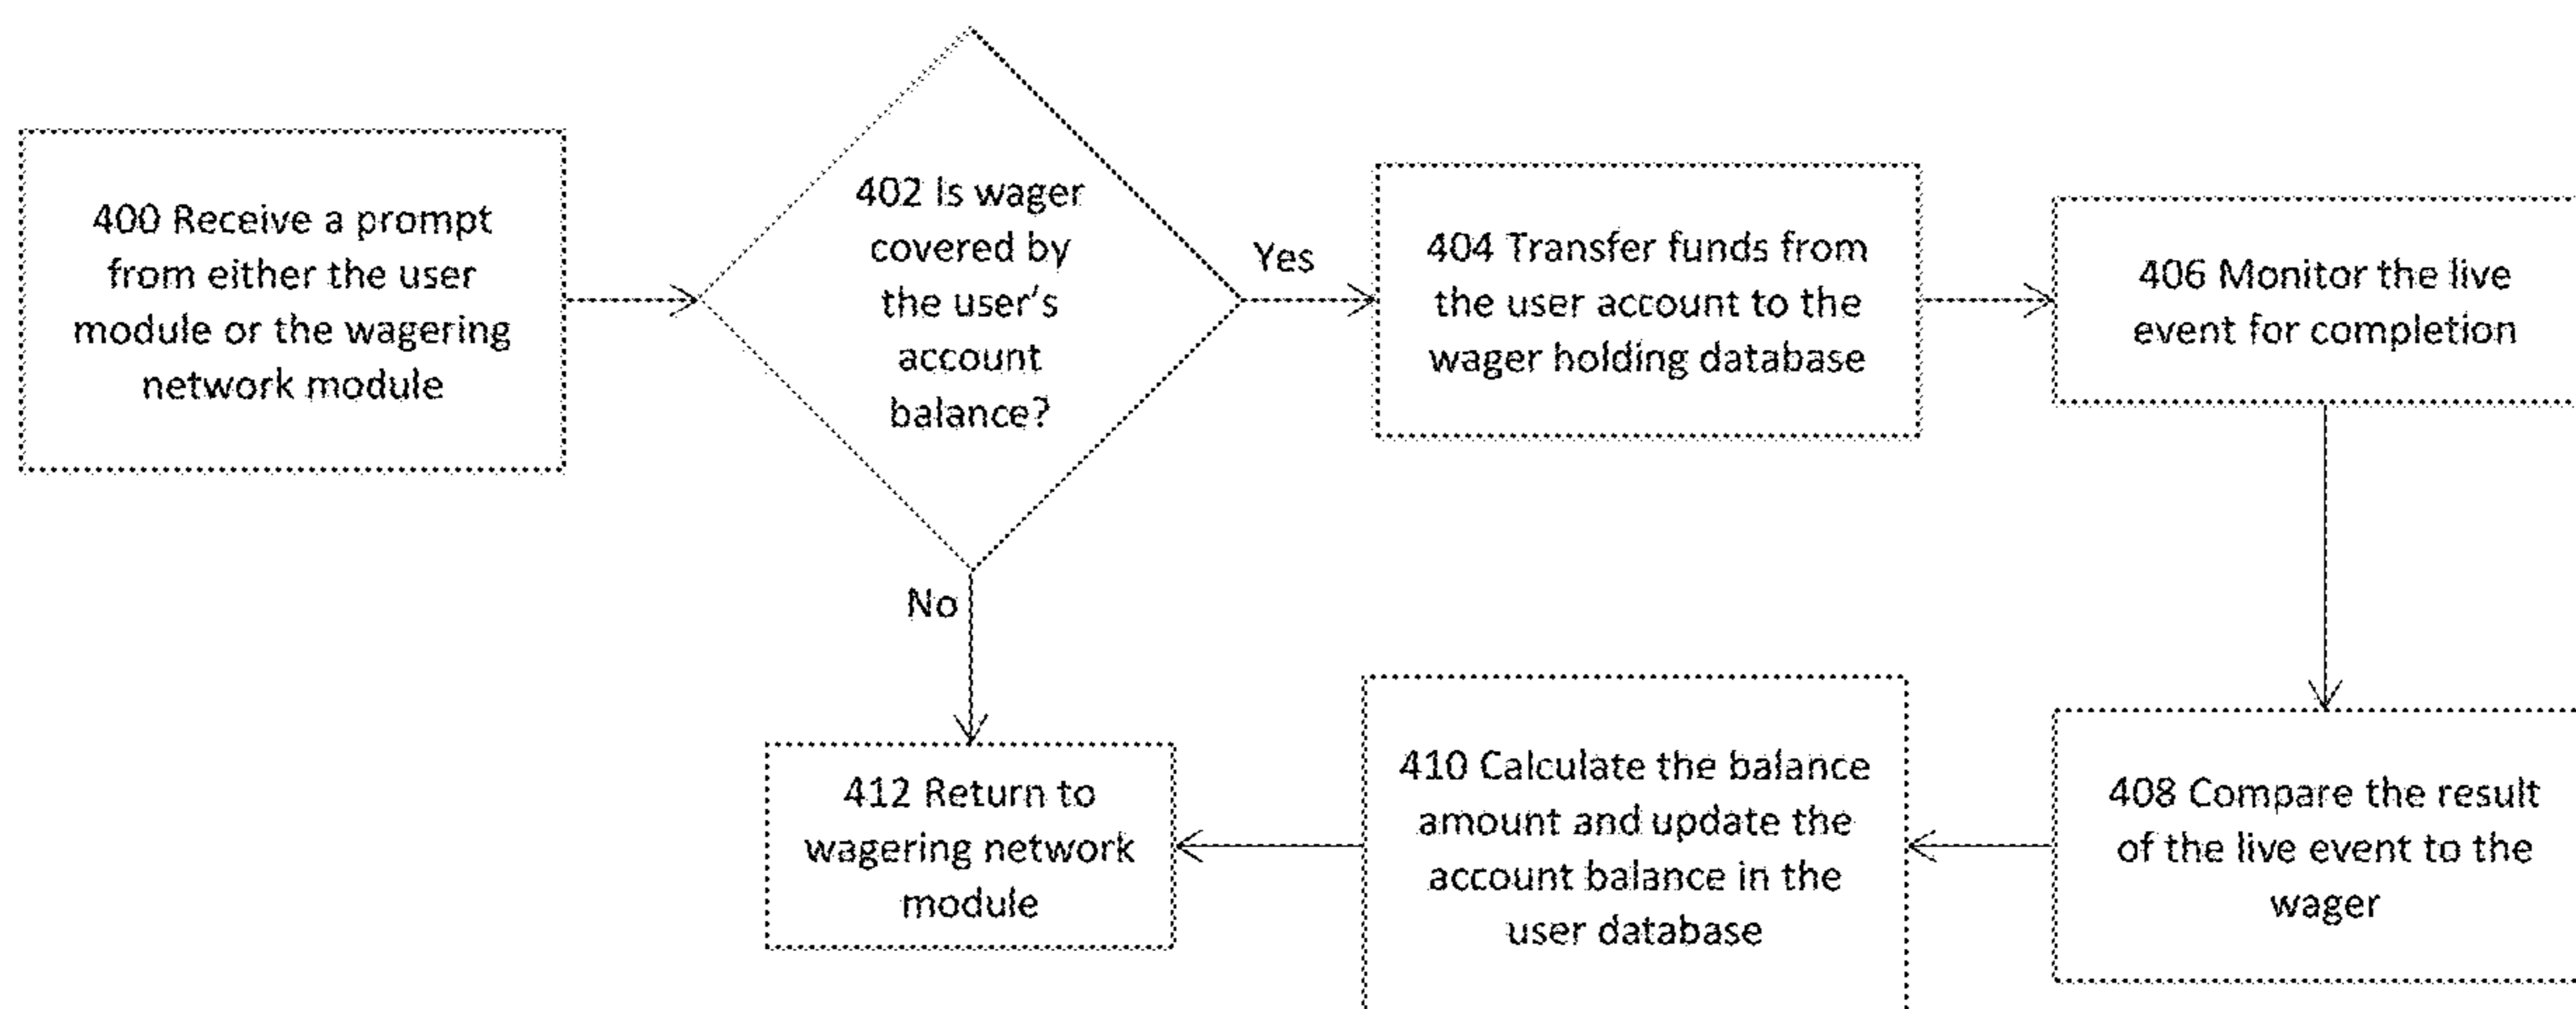 400 Receive a prompt
from either the user
module or the wagering
network module
402 Is wager
covered by
the user's
account
balance?
Yes
404 Transfer funds from
the user account to the
wager holding database
406 Monitor the live
event for completion
No
412 Return to
wagering network
module
410 Calculate the balance
amount and update the
account balance in the
user database
408 Compare the result
of the live event to the
wager